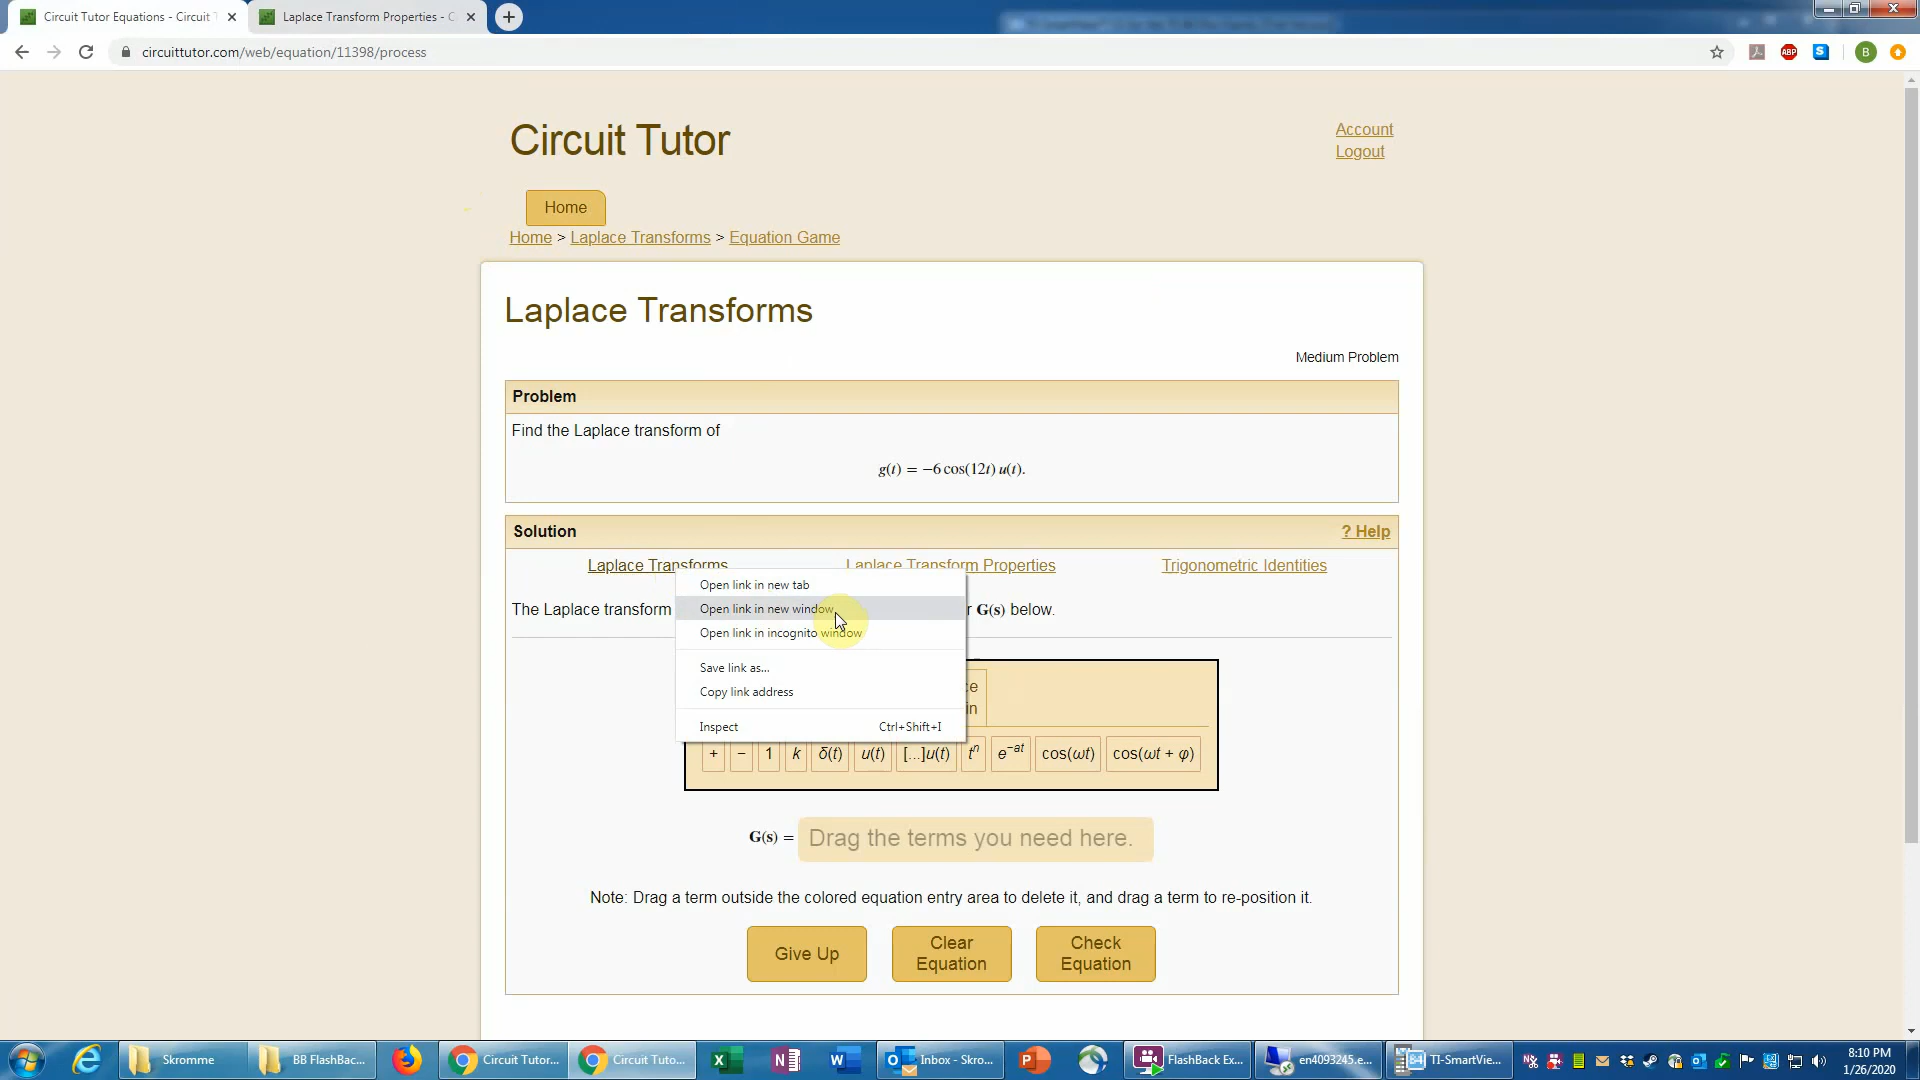 Circuit Tutor Equations - Circuit T
Laplace Transform Properties - C
circuittutor.com/web/equation/11398/process
ABP
S
B
Circuit Tutor
Account
Logout
Home
Home > Laplace Transforms > Equation Game
Laplace Transforms
Medium Problem
Problem
Find the Laplace transform of
g(t) = −6 cos(12t) u(t).
Solution
? Help
Laplace Transforms
Laplace Transform Properties
Trigonometric Identities
The Laplace transform
r G(s) below.
Open link in new tab
Open link in new window
Open link in incognito window
Save link as...
Copy link address
Inspect
Ctrl+Shift+I
ce
in
+ − 1 k δ(t) u(t) [...]u(t) tⁿ e⁻ᵃᵗ cos(ωt) cos(ωt + φ)
G(s) = Drag the terms you need here.
Note: Drag a term outside the colored equation entry area to delete it, and drag a term to re-position it.
Give Up
Clear
Equation
Check
Equation
Skromme
BB FlashBac...
Circuit Tutor...
Circuit Tuto...
Inbox - Skro...
FlashBack Ex...
en4093245.e...
TI-SmartVie...
8:10 PM
1/26/2020